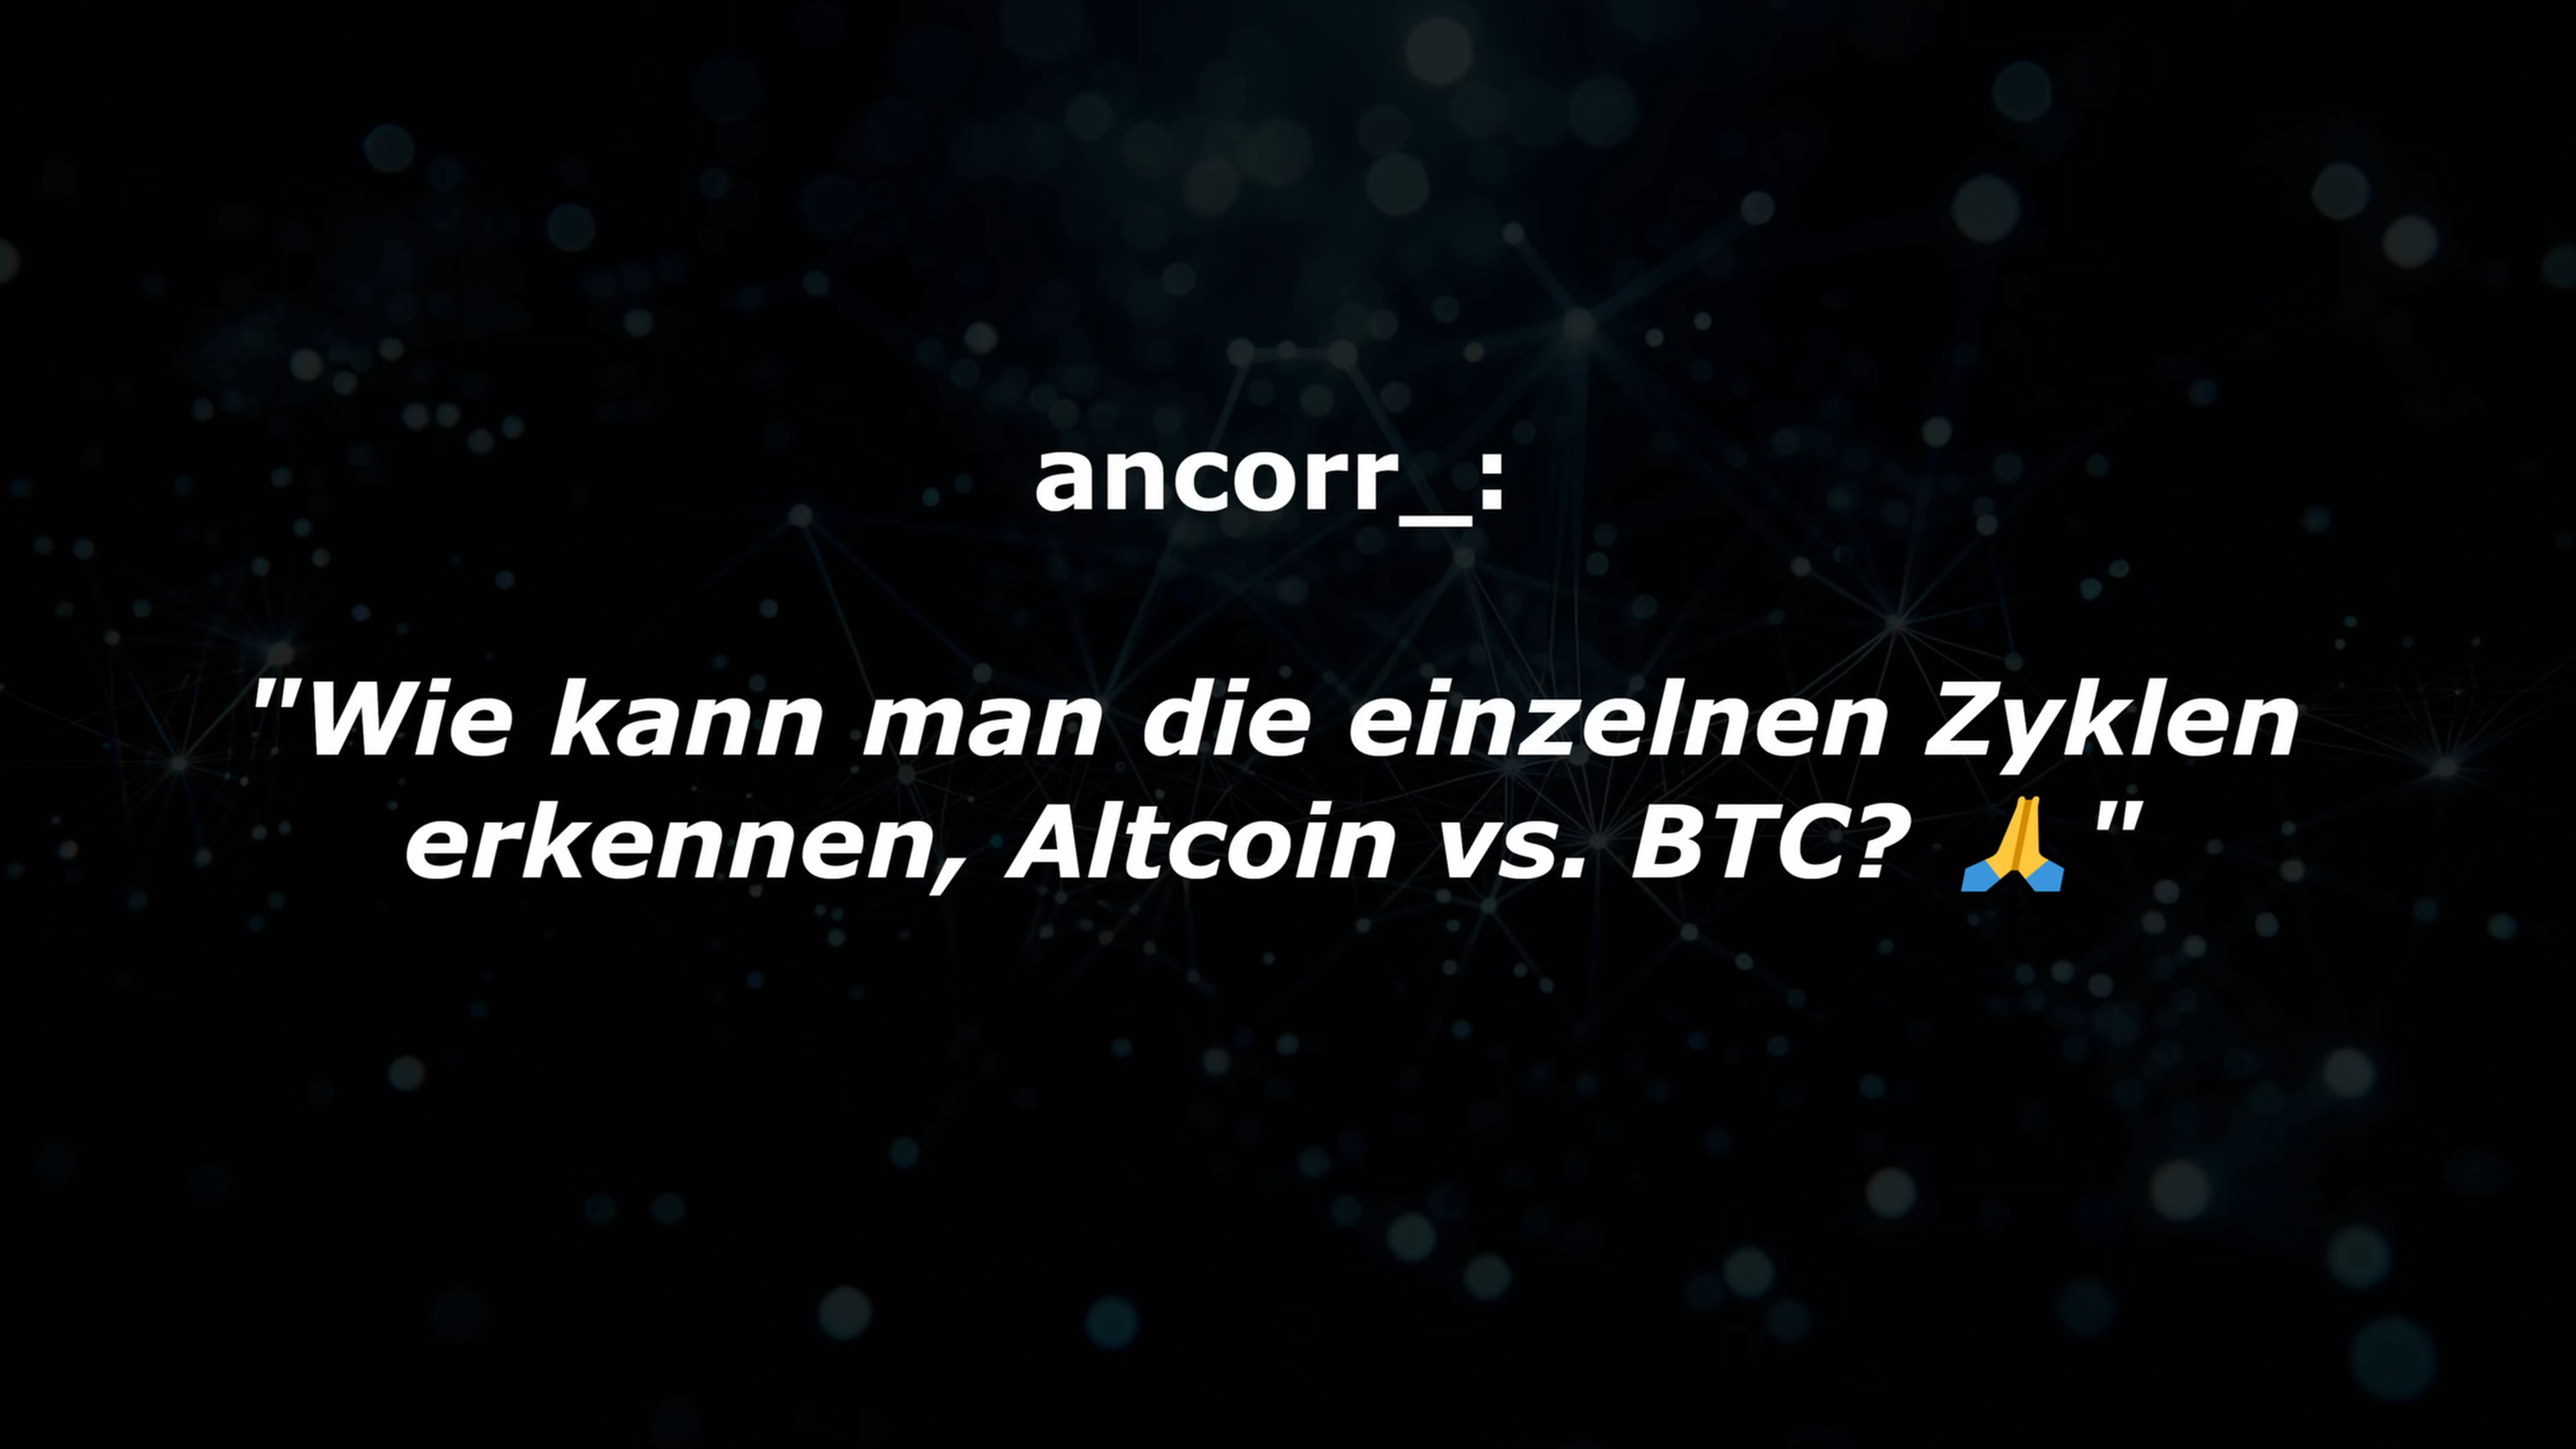 ancorr_:
"Wie kann man die einzelnen Zyklen
erkennen, Altcoin vs. BTC? 🙏"